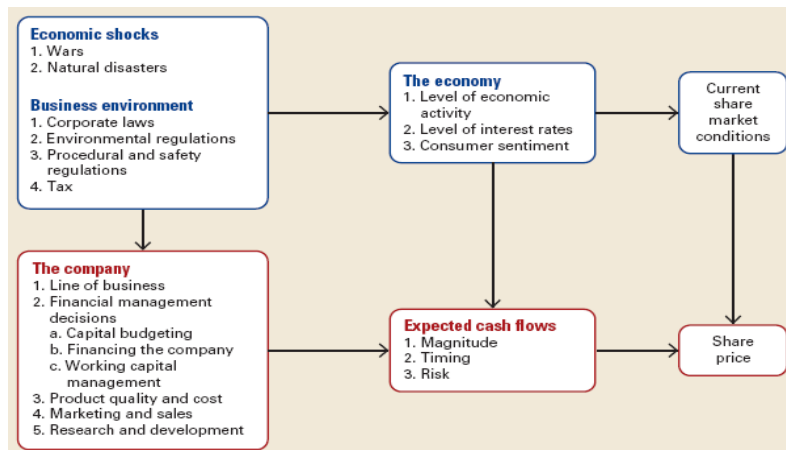 Economic shocks
1. Wars
2. Natural disasters
Business environment
1. Corporate laws
2. Environmental regulations
3. Procedural and safety
regulations
4. Tax
The economy
1. Level of economic
activity
2. Level of interest rates
3. Consumer sentiment
Current
share
market
conditions
The company
1. Line of business
2. Financial management
decisions
a. Capital budgeting
b. Financing the company
c. Working capital
management
3. Product quality and cost
4. Marketing and sales
5. Research and development
Expected cash flows
1. Magnitude
2. Timing
3. Risk
Share
price